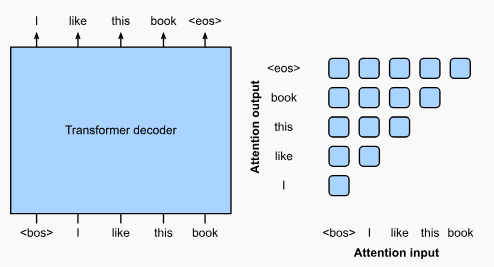 I like this book <eos>
Transformer decoder
<bos> I like this book
Attention output
<eos>
book
this
like
I
<bos> I like this book
Attention input